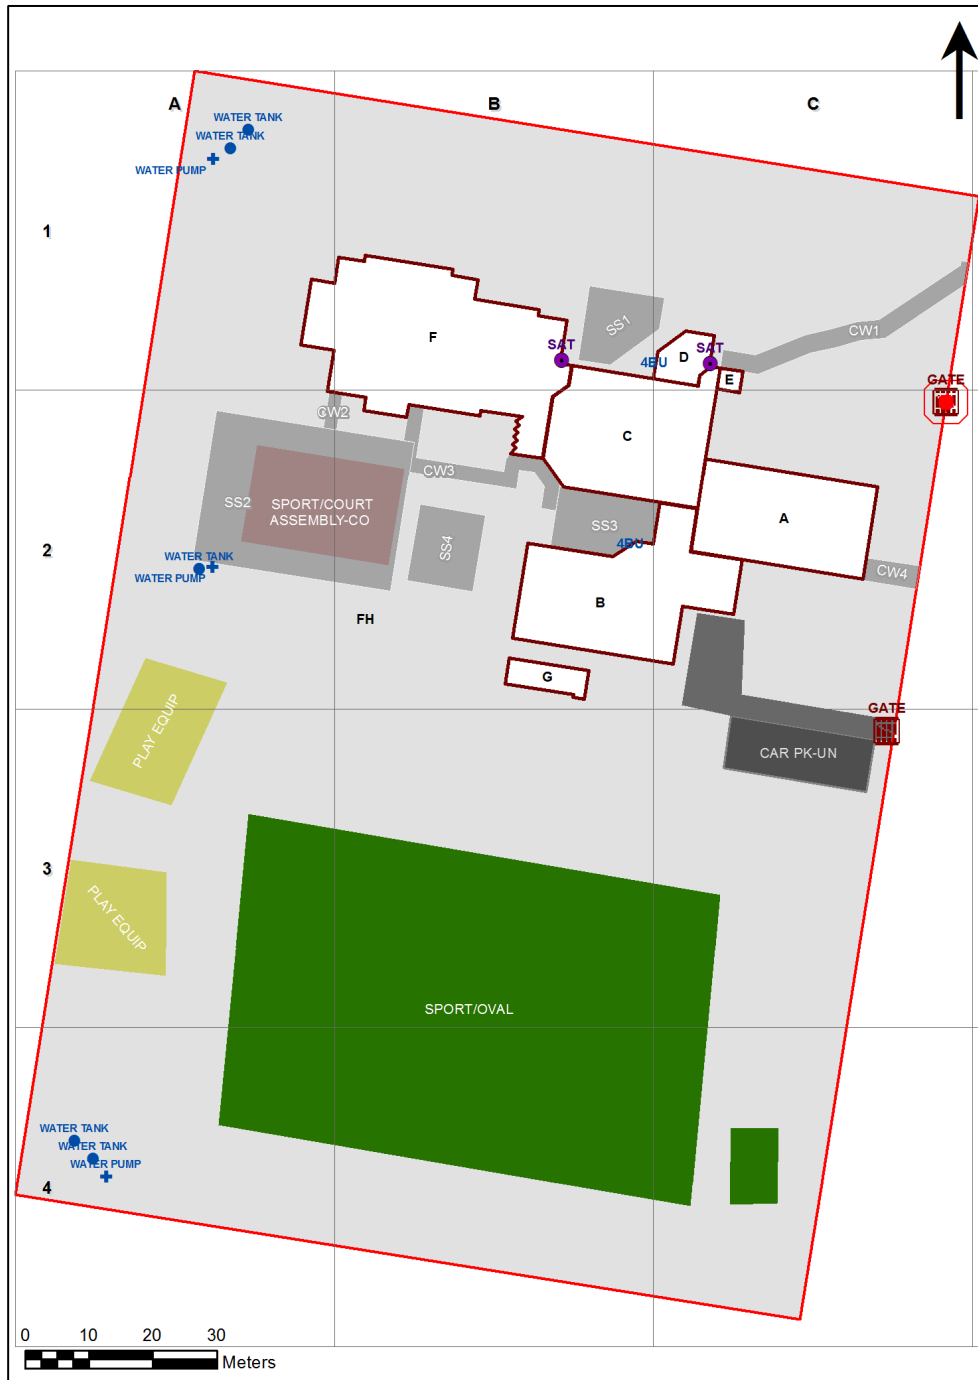 A
B
C
WATER TANK
WATER TANK
WATER PUMP
1
SS1
CW1
F
SAT
SAT
D
4BU
E
GATE
CW2
C
CW3
SS2
SPORT/COURT
ASSEMBLY-CO
SS3
A
SS4
4BU
2
WATER TANK
WATER PUMP
CW4
B
FH
G
PLAY EQUIP
GATE
CAR PK-UN
3
PLAY EQUIP
SPORT/OVAL
WATER TANK
WATER TANK
WATER PUMP
4
0 10 20 30
Meters